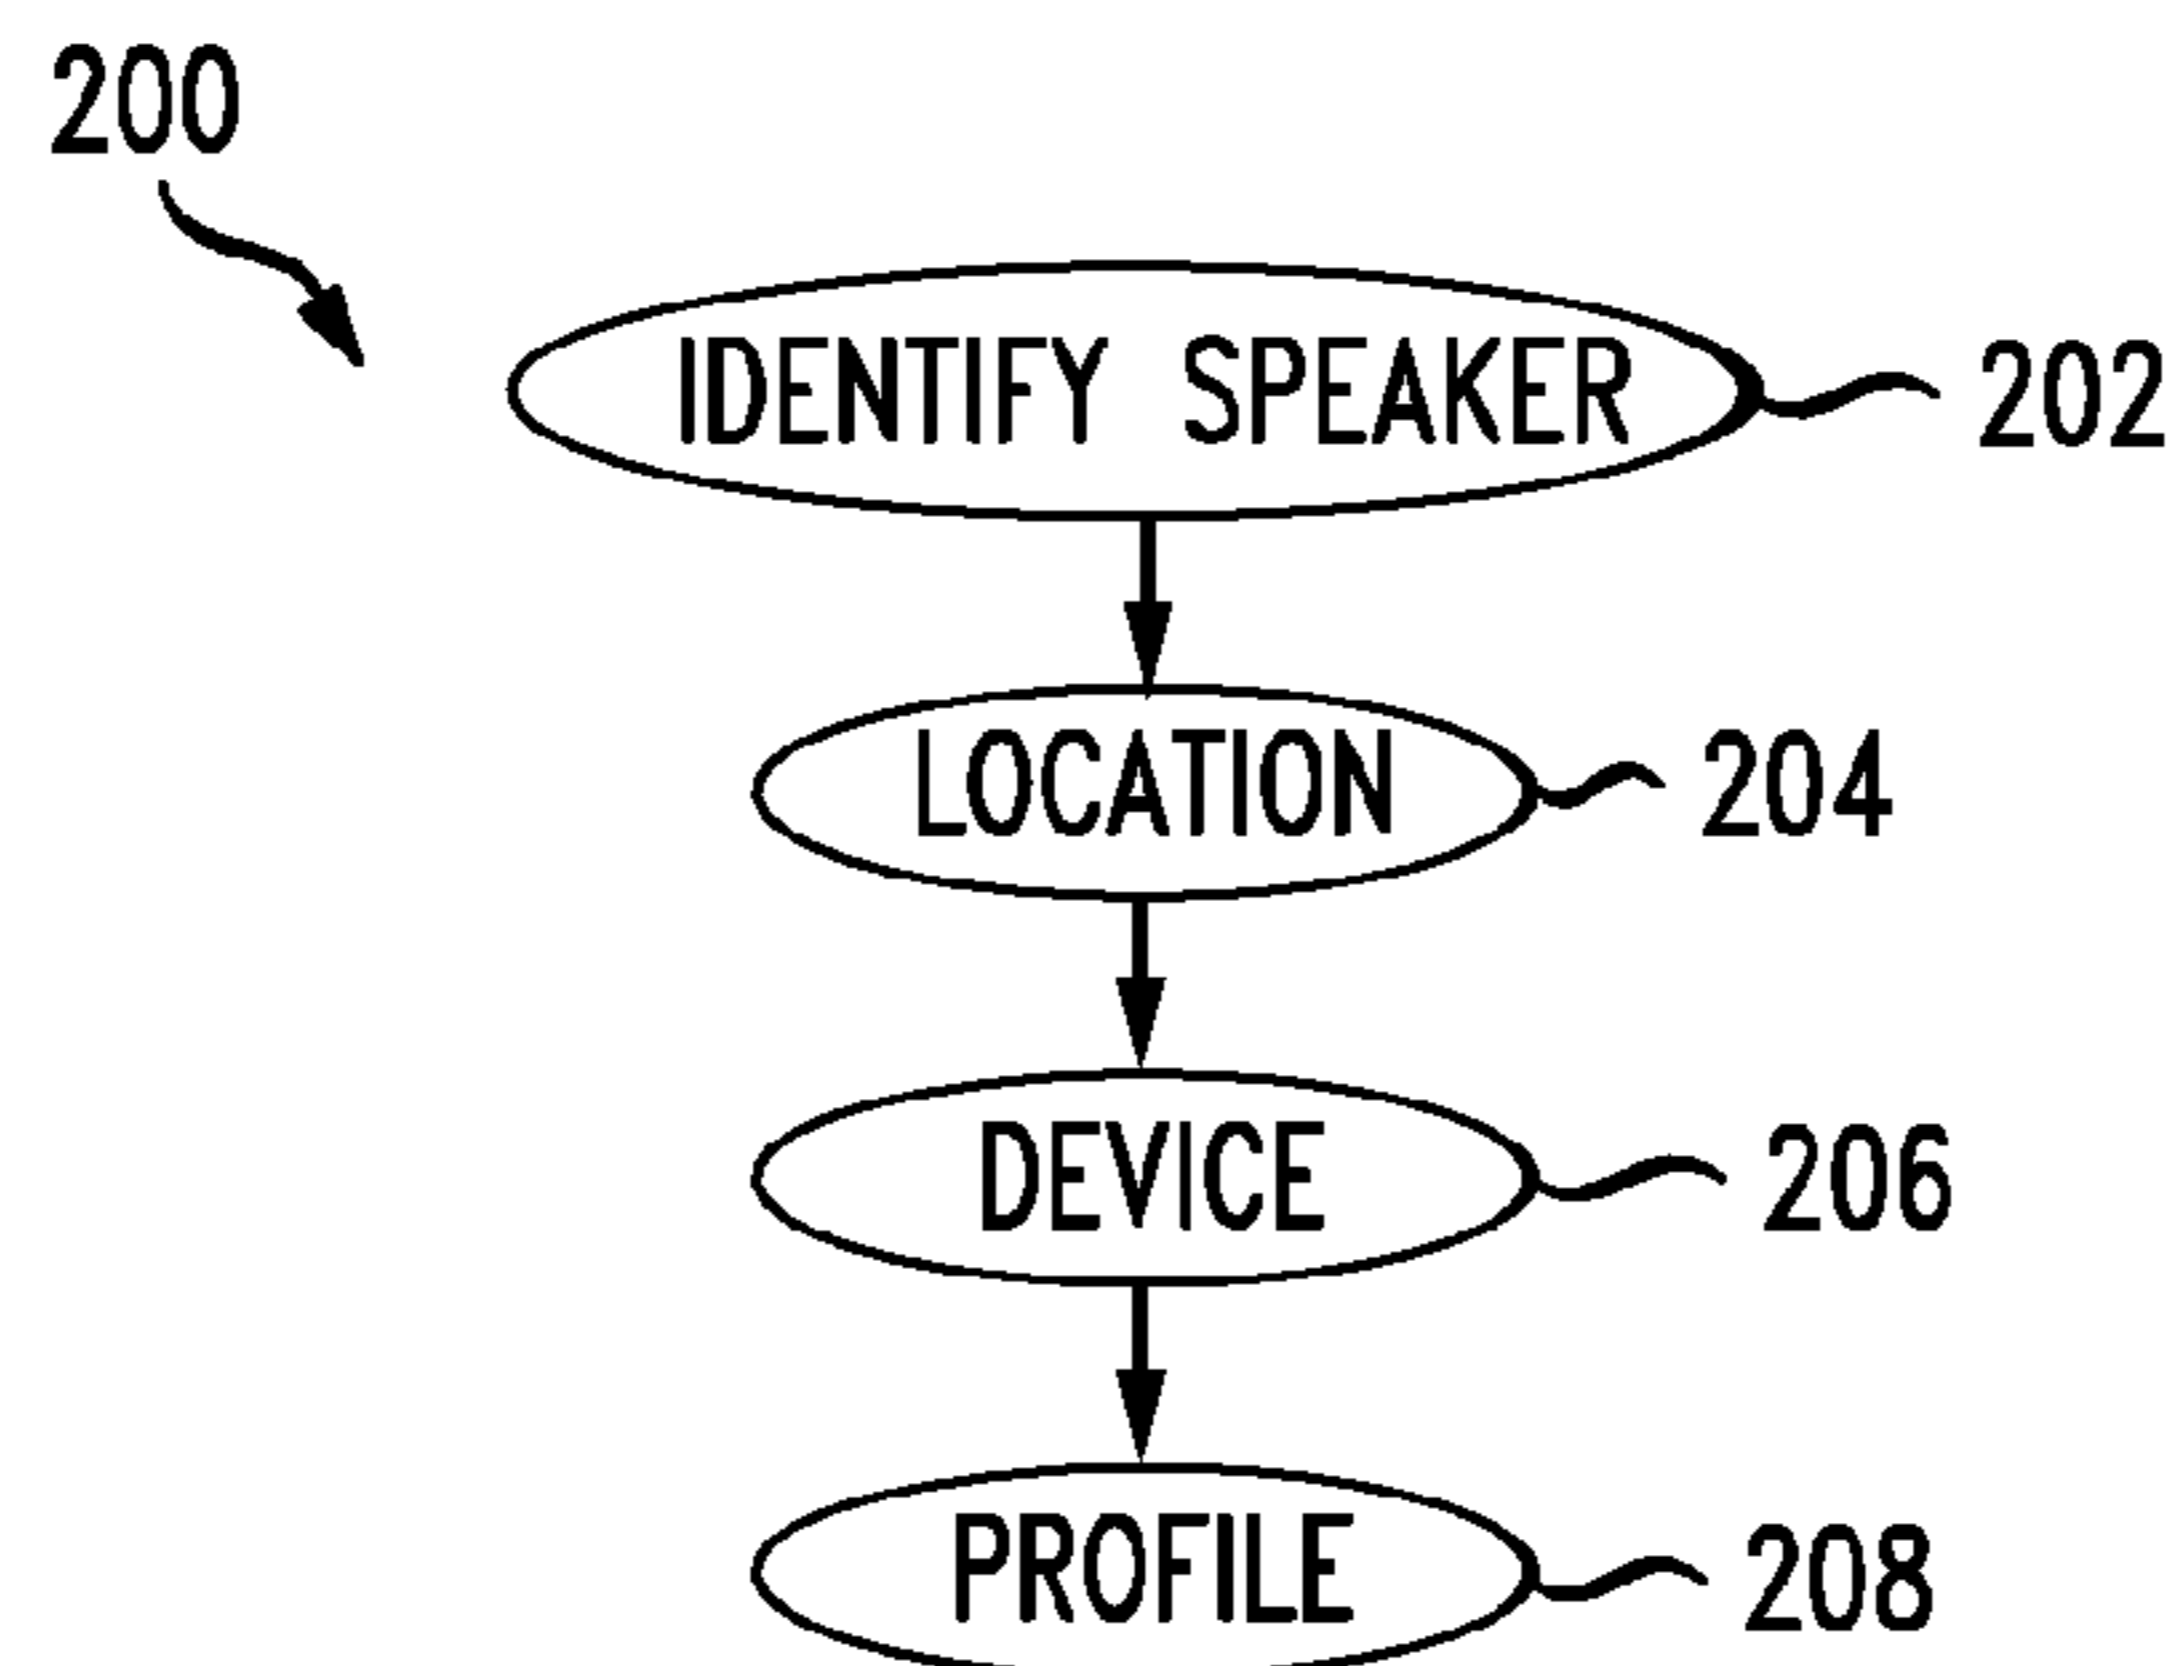 200
IDENTIFY SPEAKER 202
LOCATION 204
DEVICE 206
PROFILE 208